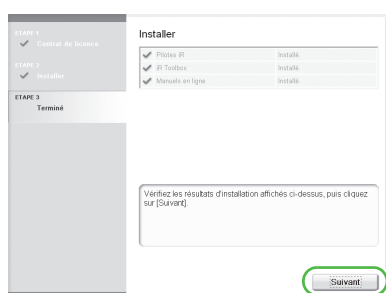 ETAPE 1
Contrat de licence
ETAPE 2
Installer
ETAPE 3
Terminé
Installer
Pilotes iR Installé
iR Toolbox Installé
Manuels en ligne Installé
Vérifiez les résultats d'installation affichés ci-dessus, puis cliquez
sur [Suivant].
Suivant